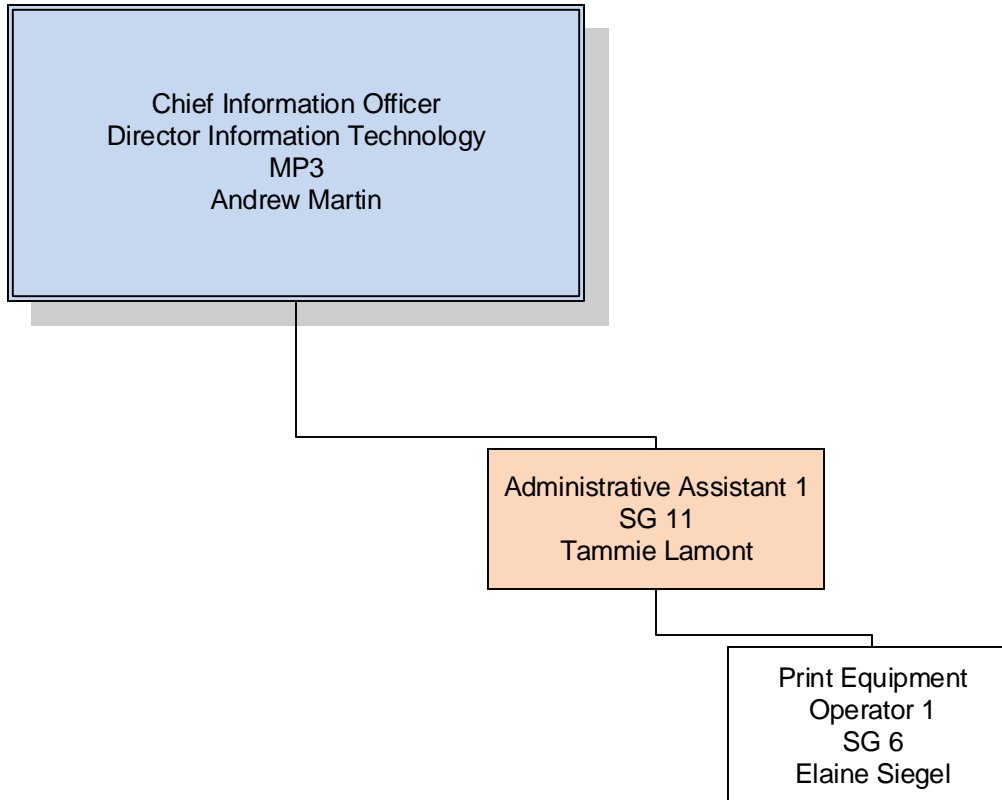 Chief Information Officer
Director Information Technology
MP3
Andrew Martin
Administrative Assistant 1
SG 11
Tammie Lamont
Print Equipment
Operator 1
SG 6
Elaine Siegel